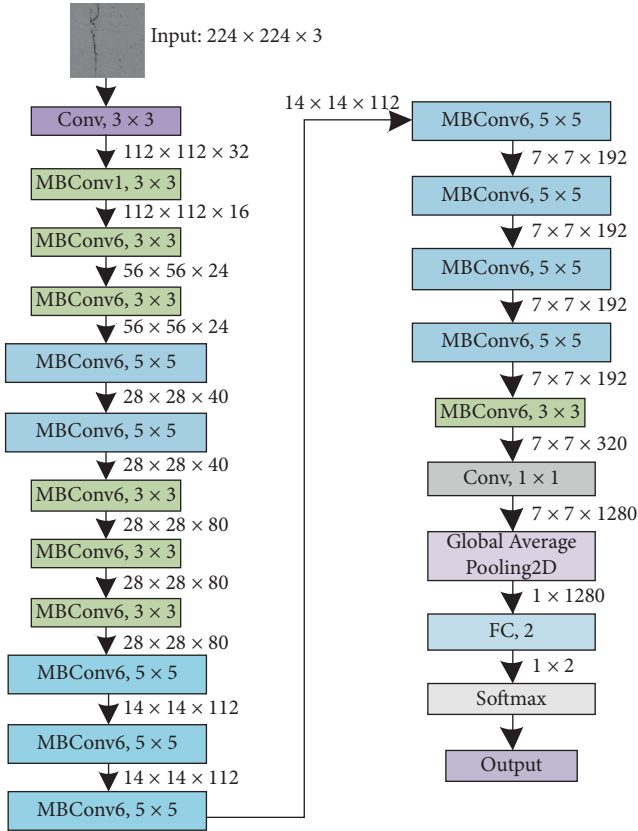 Input: 224 × 224 × 3
Conv, 3 × 3
112 × 112 × 32
MBConv1, 3 × 3
112 × 112 × 16
MBConv6, 3 × 3
56 × 56 × 24
MBConv6, 3 × 3
56 × 56 × 24
MBConv6, 5 × 5
28 × 28 × 40
MBConv6, 5 × 5
28 × 28 × 40
MBConv6, 3 × 3
28 × 28 × 80
MBConv6, 3 × 3
28 × 28 × 80
MBConv6, 3 × 3
28 × 28 × 80
MBConv6, 5 × 5
14 × 14 × 112
MBConv6, 5 × 5
14 × 14 × 112
MBConv6, 5 × 5
14 × 14 × 112
MBConv6, 5 × 5
7 × 7 × 192
MBConv6, 5 × 5
7 × 7 × 192
MBConv6, 5 × 5
7 × 7 × 192
MBConv6, 5 × 5
7 × 7 × 192
MBConv6, 3 × 3
7 × 7 × 320
Conv, 1 × 1
7 × 7 × 1280
Global Average
Pooling2D
1 × 1280
FC, 2
1 × 2
Softmax
Output